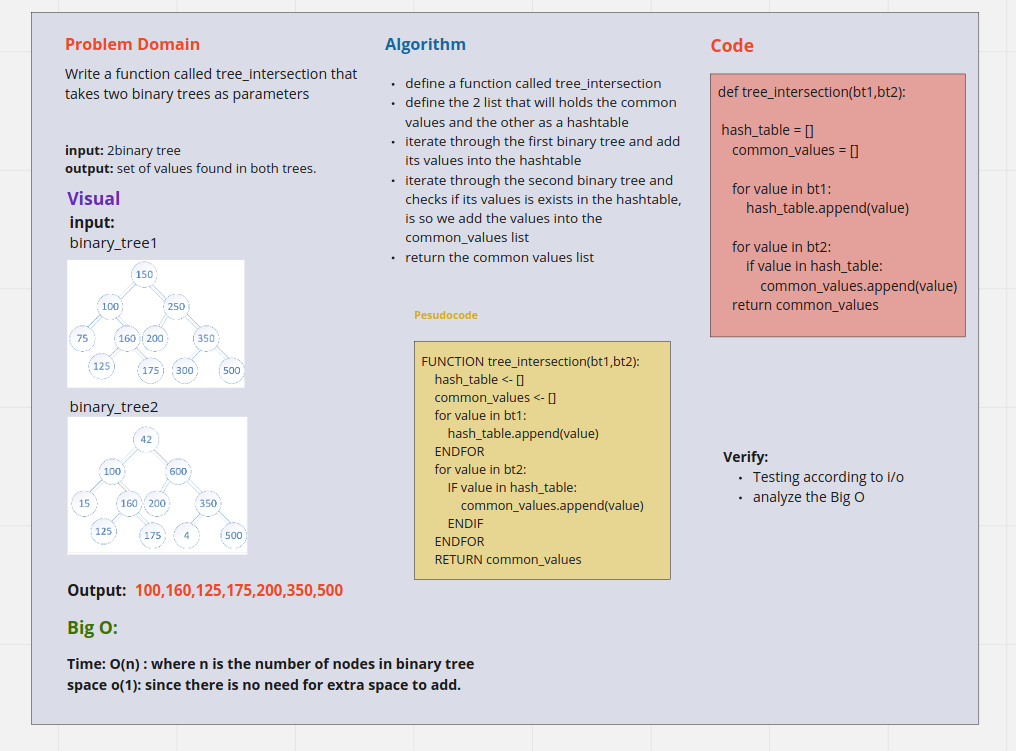 Problem Domain
Write a function called tree_intersection that
takes two binary trees as parameters
input: 2binary tree
output: set of values found in both trees.
Visual
input:
binary_tree1
150
100 250
75 160 200 350
125 175 300 500
binary_tree2
42
100 600
15 160 200 350
125 175 4 500
Output: 100,160,125,175,200,350,500
Big O:
Time: O(n) : where n is the number of nodes in binary tree
space o(1): since there is no need for extra space to add.
Algorithm
• define a function called tree_intersection
• define the 2 list that will holds the common
values and the other as a hashtable
• iterate through the first binary tree and add
its values into the hashtable
• iterate through the second binary tree and
checks if its values is exists in the hashtable,
is so we add the values into the
common_values list
• return the common values list
Pesudocode
FUNCTION tree_intersection(bt1,bt2):
hash_table <- []
common_values <- []
for value in bt1:
hash_table.append(value)
ENDFOR
for value in bt2:
IF value in hash_table:
common_values.append(value)
ENDIF
ENDFOR
RETURN common_values
Code
def tree_intersection(bt1,bt2):
hash_table = []
common_values = []
for value in bt1:
hash_table.append(value)
for value in bt2:
if value in hash_table:
common_values.append(value)
return common_values
Verify:
• Testing according to i/o
• analyze the Big O